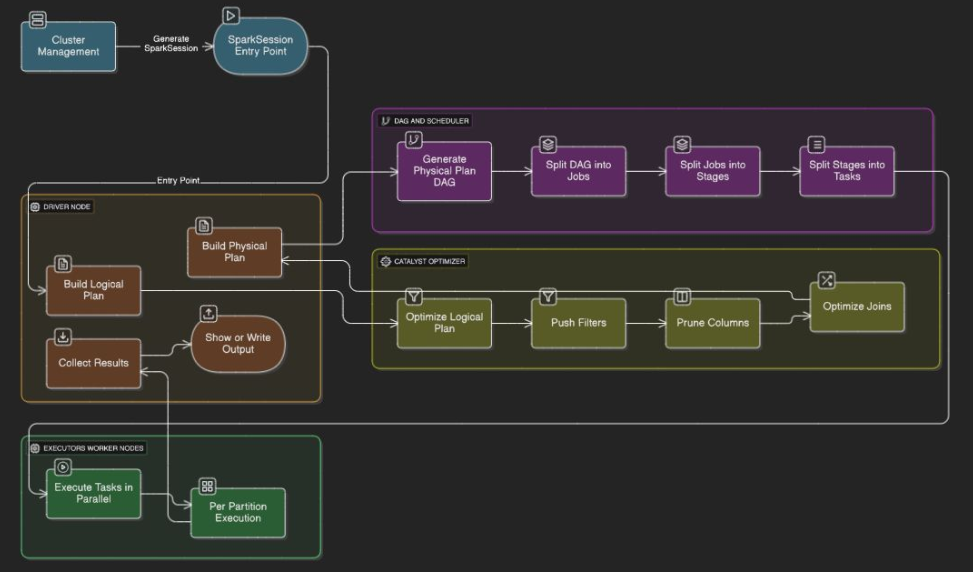 Cluster
Management
Generate
SparkSession
SparkSession
Entry Point
Entry Point
DAG AND SCHEDULER
Generate
Physical Plan
DAG
Split DAG into
Jobs
Split Jobs into
Stages
Split Stages into
Tasks
DRIVER NODE
Build Physical
Plan
Build Logical
Plan
Collect Results
Show or Write
Output
CATALYST OPTIMIZER
Optimize Logical
Plan
Push Filters
Prune Columns
Optimize Joins
EXECUTORS WORKER NODES
Execute Tasks in
Parallel
Per Partition
Execution